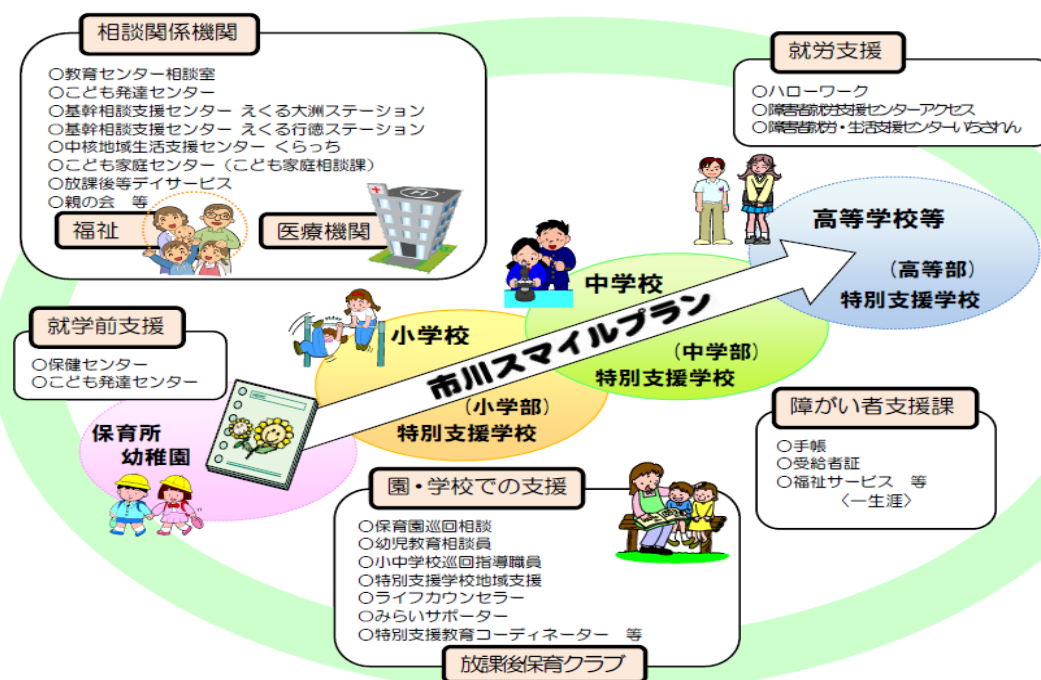 相談関係機関
○教育センター相談室
○こども発達センター
○基幹相談支援センター えくる大洲ステーション
○基幹相談支援センター えくる行徳ステーション
○中核地域生活支援センター くらっち
○こども家庭センター（こども家庭相談課）
○放課後等デイサービス
○親の会　等
福祉
医療機関
就労支援
○ハローワーク
○障害者就労支援センターアクセス
○障害者就労・生活支援センターいちされん
高等学校等
（高等部）
特別支援学校
中学校
（中学部）
特別支援学校
小学校
（小学部）
特別支援学校
市川スマイルプラン
就学前支援
○保健センター
○こども発達センター
保育所
幼稚園
障がい者支援課
○手帳
○受給者証
○福祉サービス　等
〈一生涯〉
園・学校での支援
○保育園巡回相談
○幼児教育相談員
○小中学校巡回指導職員
○特別支援学校地域支援
○ライフカウンセラー
○みらいサポーター
○特別支援教育コーディネーター　等
放課後保育クラブ